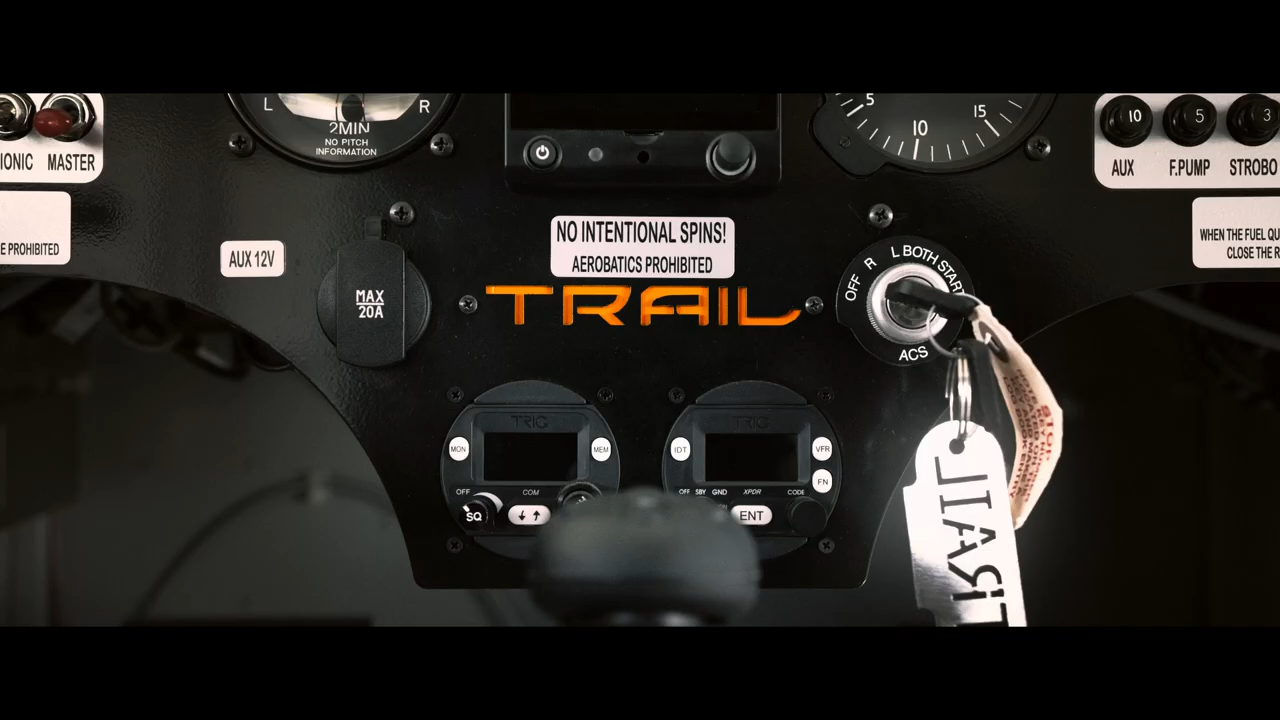 L R
2MIN
NO PITCH
INFORMATION
5 10 15
10 5 3
IONIC MASTER
AUX F.PUMP STROBO
E PROHIBITED
AUX 12V
NO INTENTIONAL SPINS!
AEROBATICS PROHIBITED
WHEN THE FUEL QU
CLOSE THE R
MAX
20A
TRAIL
OFF R L BOTH START
ACS
TRIG
MON MEM
OFF COM
SQ
TRIG
IDT VFR
FN
OFF SBY GND XPDR CODE
ENT
TRAIL